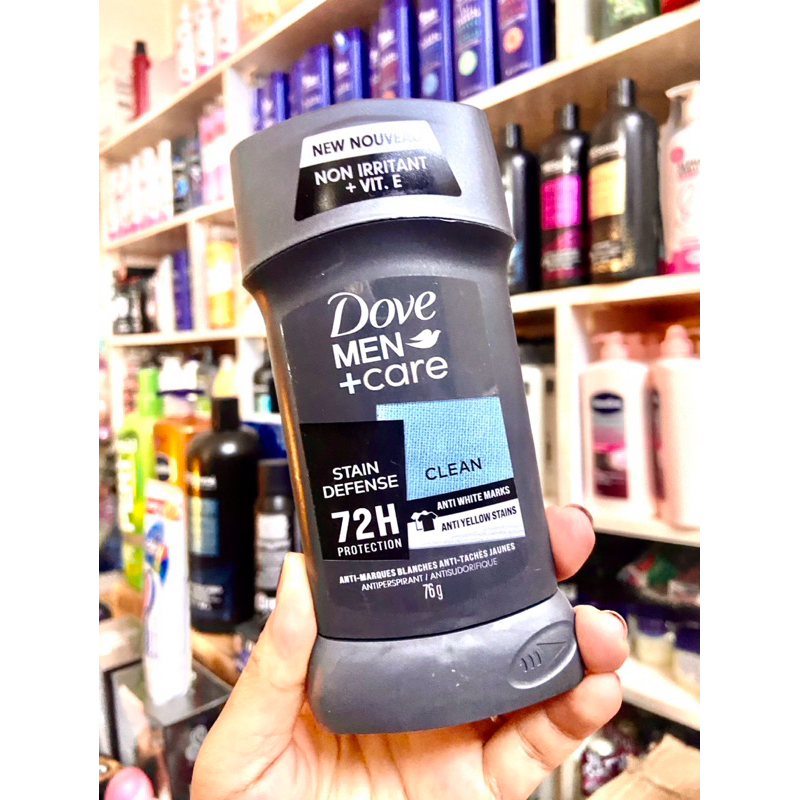 NEW NOUVEAU
NON IRRITANT
+ VIT. E
Dove
MEN
+care
STAIN
DEFENSE
72H
PROTECTION
CLEAN
ANTI WHITE MARKS
ANTI YELLOW STAINS
ANTI-MARQUES BLANCHES ANTI-TACHES JAUNES
ANTIPERSPIRANT / ANTISUDORIFIQUE
76 g